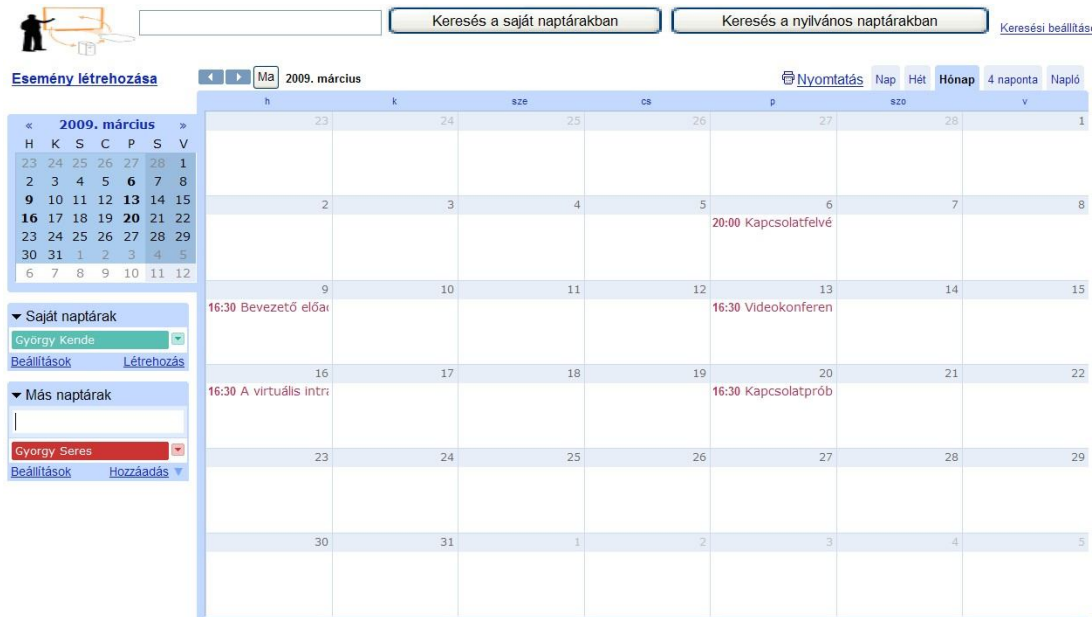 Keresés a saját naptárakban Keresés a nyilvános naptárakban
Esemény létrehozása
Ma 2009. március Nyomtatás Nap Hét Hónap 4 naponta Napló
h k sze cs p szo v
« 2009. március »
H K S C P S V
23 24 25 26 27 28 1
2 3 4 5 6 7 8
9 10 11 12 13 14 15
16 17 18 19 20 21 22
23 24 25 26 27 28 29
30 31 1 2 3 4 5
6 7 8 9 10 11 12
Saját naptárak
György Kende
Beállítások Létrehozás
Más naptárak
Gyorgy Seres
Beállítások Hozzáadás
23 24 25 26 27 28 1
2 3 4 5 6 7 8
20:00 Kapcsolatfelvé
9 10 11 12 13 14 15
16:30 Bevezető 16:30 Videokonferen
16 17 18 19 20 21 22
16:30 A virtuális intra 16:30 Kapcsolatprób
23 24 25 26 27 28 29
30 31 1 2 3 4 5